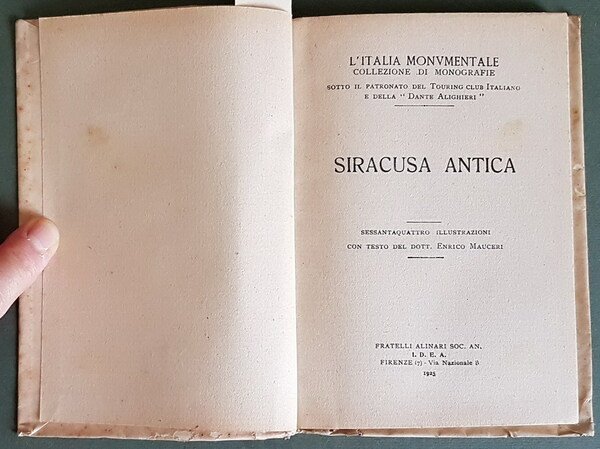 L'ITALIA MONVMENTALE
COLLEZIONE DI MONOGRAFIE
SOTTO IL PATRONATO DEL TOURING CLUB ITALIANO
E DELLA " DANTE ALIGHIERI "
SIRACUSA ANTICA
SESSANTAQUATTRO ILLUSTRAZIONI
CON TESTO DEL DOTT. ENRICO MAUCERI
FRATELLI ALINARI SOC. AN.
I. D. E. A.
FIRENZE (7) - Via Nazionale 8
1925